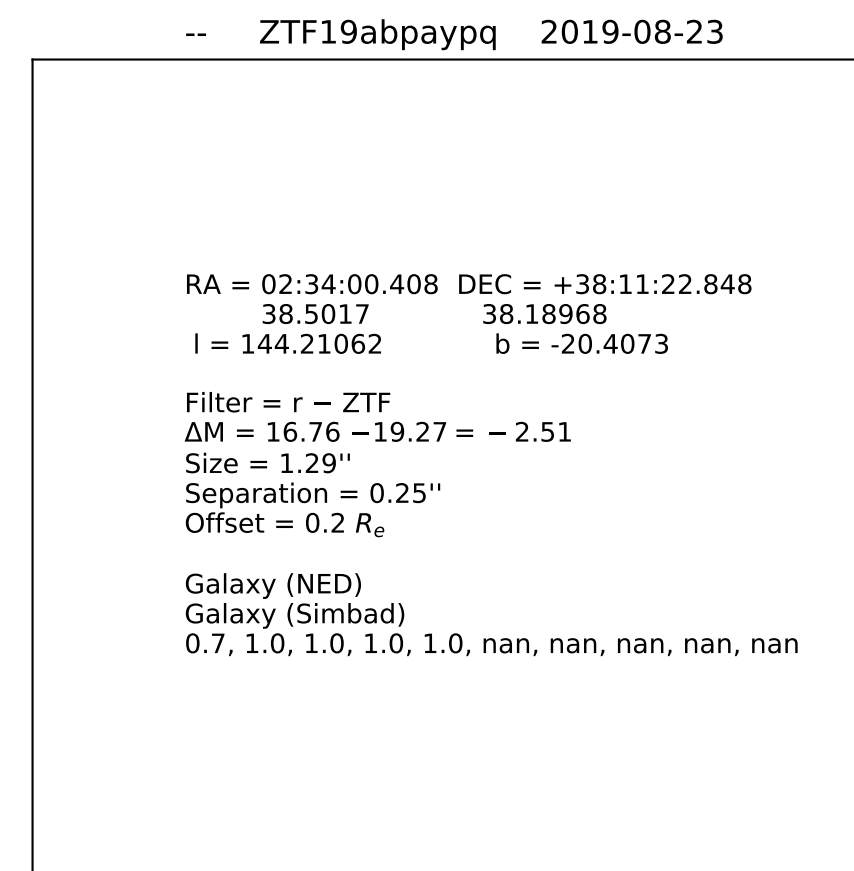 -- ZTF19abpaypq 2019-08-23
RA = 02:34:00.408 DEC = +38:11:22.848
38.5017 38.18968
l = 144.21062 b = -20.4073
Filter = r − ZTF
ΔM = 16.76 −19.27 = − 2.51
Size = 1.29''
Separation = 0.25''
Offset = 0.2 Re
Galaxy (NED)
Galaxy (Simbad)
0.7, 1.0, 1.0, 1.0, 1.0, nan, nan, nan, nan, nan